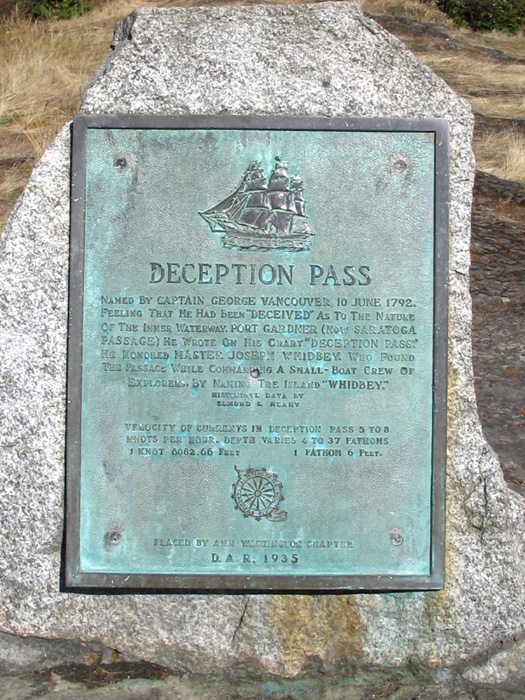 DECEPTION PASS
NAMED BY CAPTAIN GEORGE VANCOUVER, 10 JUNE 1792.
FEELING THAT HE HAD BEEN "DECEIVED" AS TO THE NATURE
OF THE INNER WATERWAY, PORT GARDNER (NOW SARATOGA
PASSAGE) HE WROTE ON HIS CHART "DECEPTION PASS."
HE HONORED MASTER JOSEPH WHIDBEY, WHO FOUND
THE PASSAGE WHILE COMMANDING A SMALL-BOAT CREW OF
EXPLORERS, BY NAMING THE ISLAND "WHIDBEY."
HISTORICAL DATA BY
EDMOND S. MEANY
VELOCITY OF CURRENTS IN DECEPTION PASS 5 TO 8
KNOTS PER HOUR. DEPTH VARIES 4 TO 37 FATHOMS
1 KNOT 6082.66 FEET 1 FATHOM 6 FEET.
PLACED BY ANN WASHINGTON CHAPTER
D.A.R. 1935